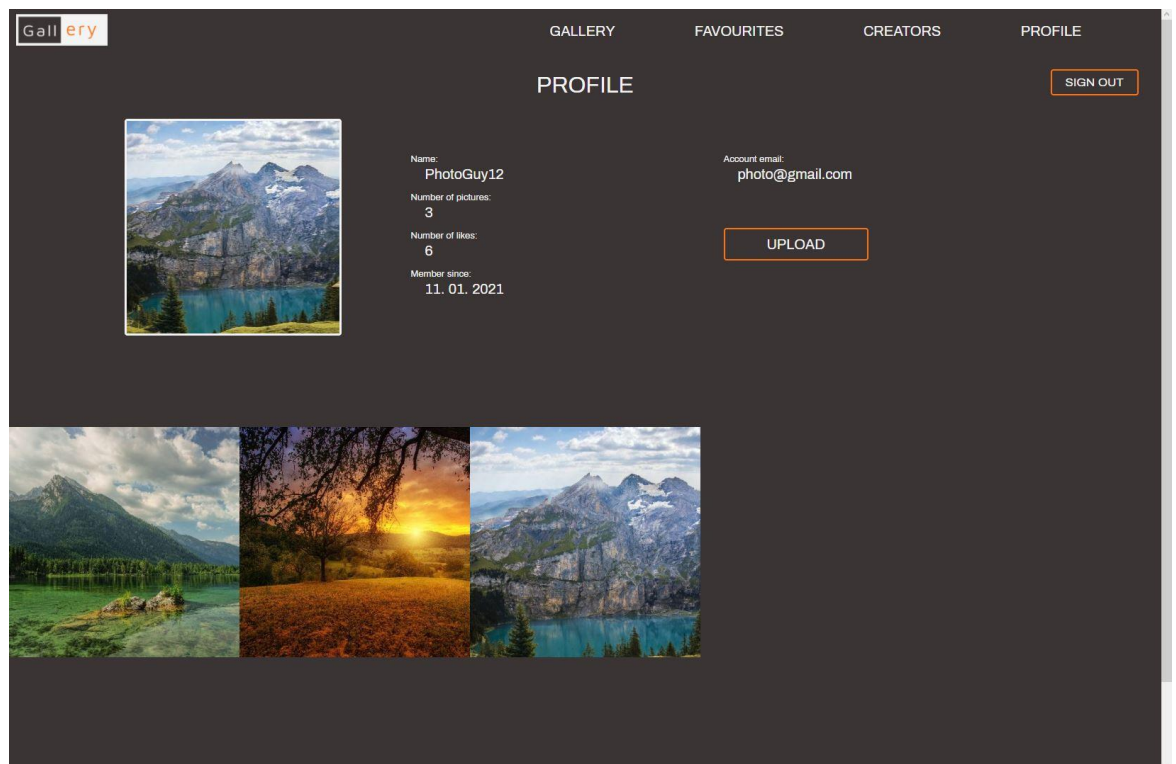 Gallery
GALLERY FAVOURITES CREATORS PROFILE
PROFILE
SIGN OUT
Name:
PhotoGuy12
Number of pictures:
3
Number of likes:
6
Member since:
11. 01. 2021
Account email:
photo@gmail.com
UPLOAD